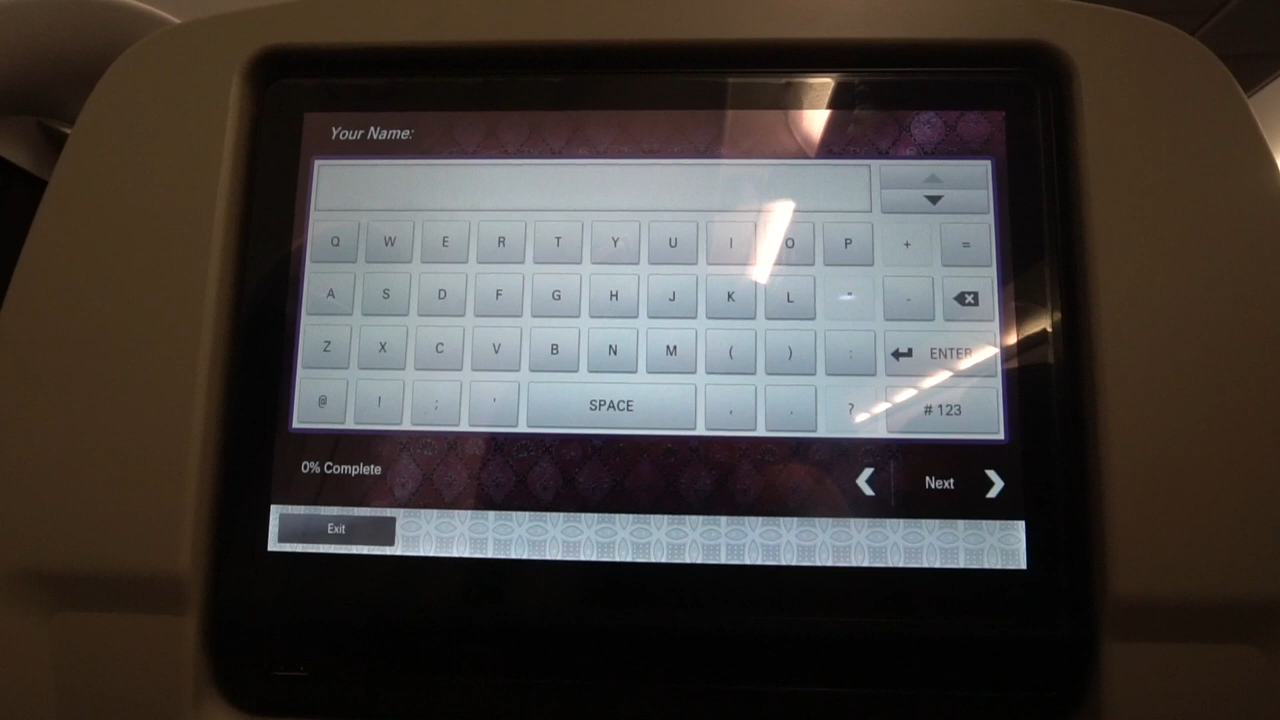 Your Name:
Q W E R T Y U I O P + =
A S D F G H J K L " -
Z X C V B N M ( ) : ENTER
@ ! ; ' SPACE , . ? # 123
0% Complete
Next
Exit